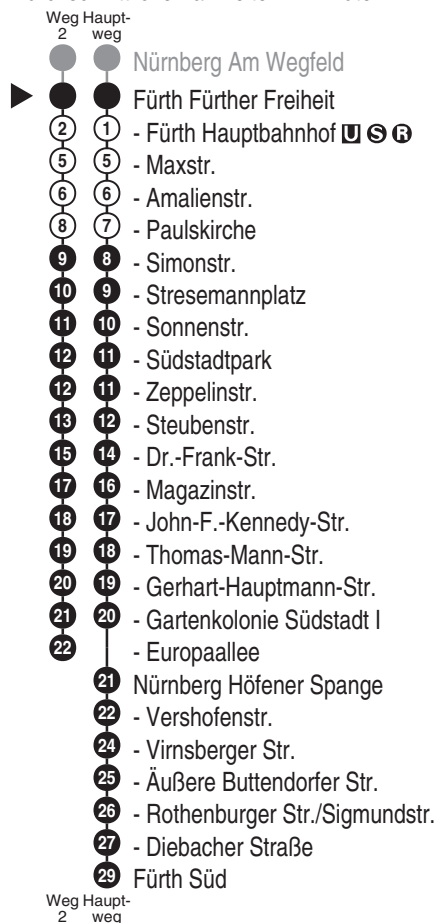 Weg Haupt-
2 weg
Nürnberg Am Wegfeld
Fürth Fürther Freiheit
2 1 - Fürth Hauptbahnhof U S R
5 5 - Maxstr.
6 6 - Amalienstr.
8 7 - Paulskirche
9 8 - Simonstr.
10 9 - Stresemannplatz
11 10 - Sonnenstr.
12 11 - Südstadtpark
12 11 - Zeppelinstr.
13 12 - Steubenstr.
15 14 - Dr.-Frank-Str.
17 16 - Magazinstr.
18 17 - John-F.-Kennedy-Str.
19 18 - Thomas-Mann-Str.
20 19 - Gerhart-Hauptmann-Str.
21 20 - Gartenkolonie Südstadt I
22 - Europaallee
21 Nürnberg Höfener Spange
22 - Vershofenstr.
24 - Virnsberger Str.
25 - Äußere Buttendorfer Str.
26 - Rothenburger Str./Sigmundstr.
27 - Diebacher Straße
29 Fürth Süd
Weg Haupt-
2 weg